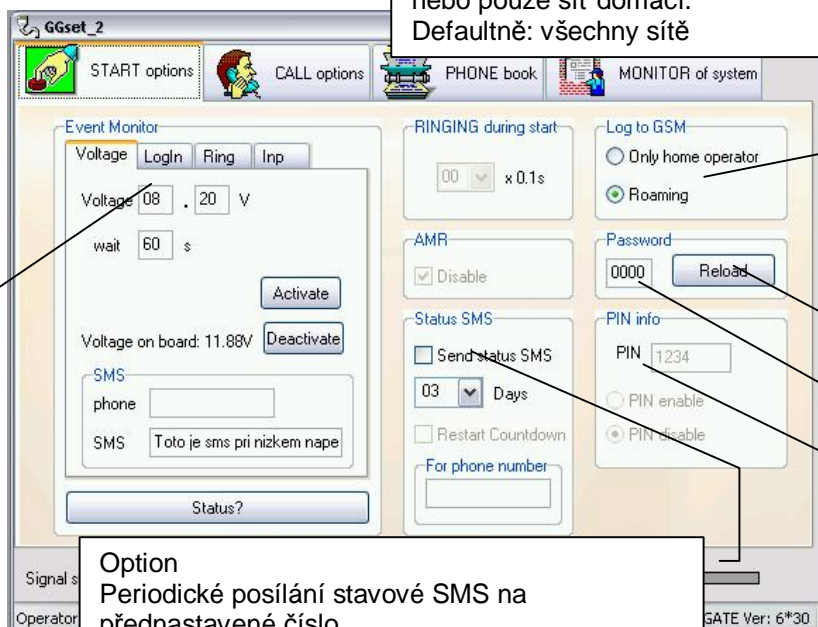 nebo pouze síť domácí.
Defaultně: všechny sítě
GGset_2
START options
CALL options
PHONE book
MONITOR of system
Event Monitor
Voltage LogIn Ring Inp
Voltage 08 . 20 V
wait 60 s
Activate
Voltage on board: 11.88V Deactivate
SMS
phone
SMS Toto je sms pri nizkem nape
Status?
RINGING during start
00 x 0.1s
AMR
Disable
Status SMS
Send status SMS
03 Days
Restart Countdown
For phone number
Log to GSM
Only home operator
Roaming
Password
0000 Reload
PIN info
PIN 1234
PIN enable
PIN disable
Signal s
Option
Periodické posílání stavové SMS na
přednastavené číslo
Operator
GATE Ver: 6*30